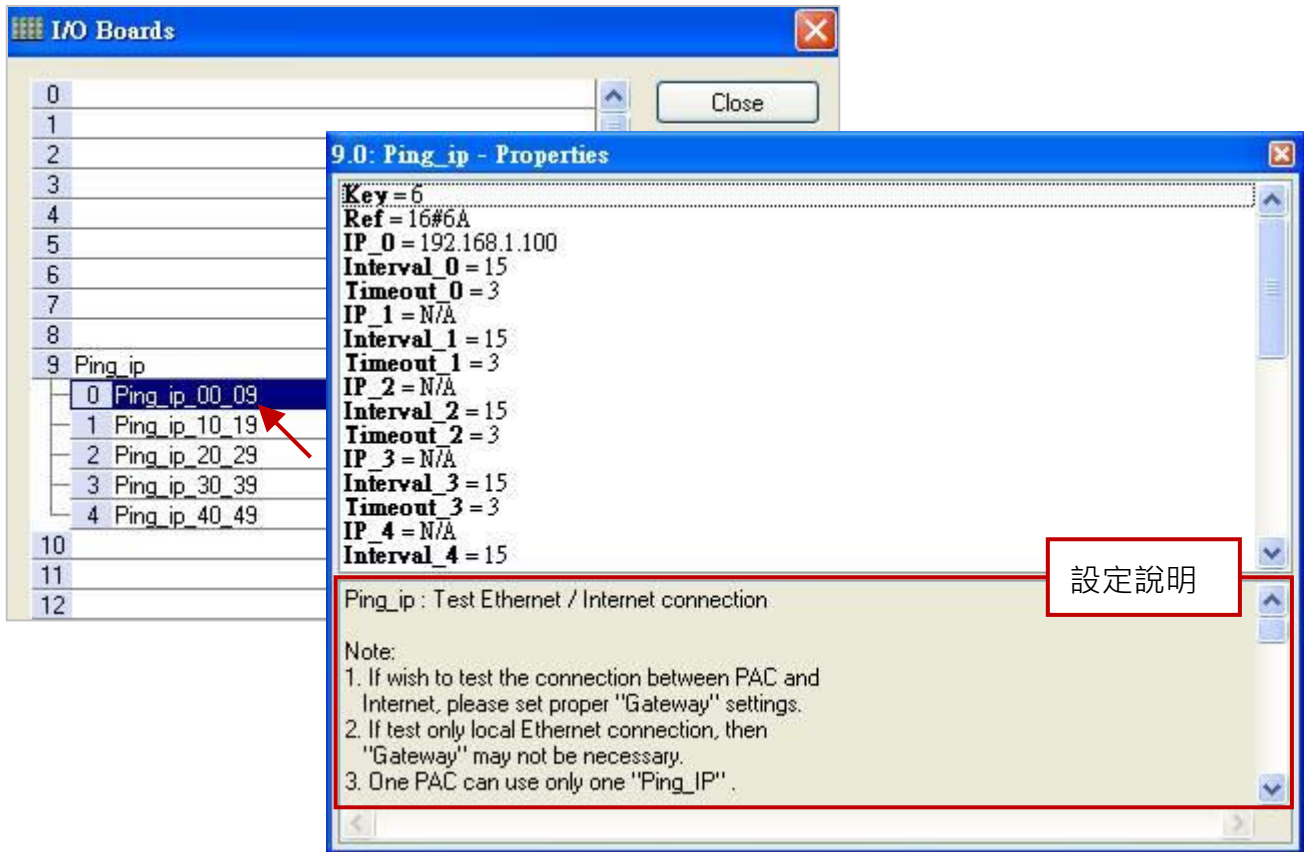 I/O Boards
0
Close
1
2
3
4
5
6
7
8
9 Ping_ip
0 Ping_ip_00_09
1 Ping_ip_10_19
2 Ping_ip_20_29
3 Ping_ip_30_39
4 Ping_ip_40_49
10
11
12
9.0: Ping_ip - Properties
Key = 6
Ref = 16#6A
IP_0 = 192.168.1.100
Interval_0 = 15
Timeout_0 = 3
IP_1 = N/A
Interval_1 = 15
Timeout_1 = 3
IP_2 = N/A
Interval_2 = 15
Timeout_2 = 3
IP_3 = N/A
Interval_3 = 15
Timeout_3 = 3
IP_4 = N/A
Interval_4 = 15
設定說明
Ping_ip : Test Ethernet / Internet connection
Note:
1. If wish to test the connection between PAC and
Internet, please set proper "Gateway" settings.
2. If test only local Ethernet connection, then
"Gateway" may not be necessary.
3. One PAC can use only one "Ping_IP" .